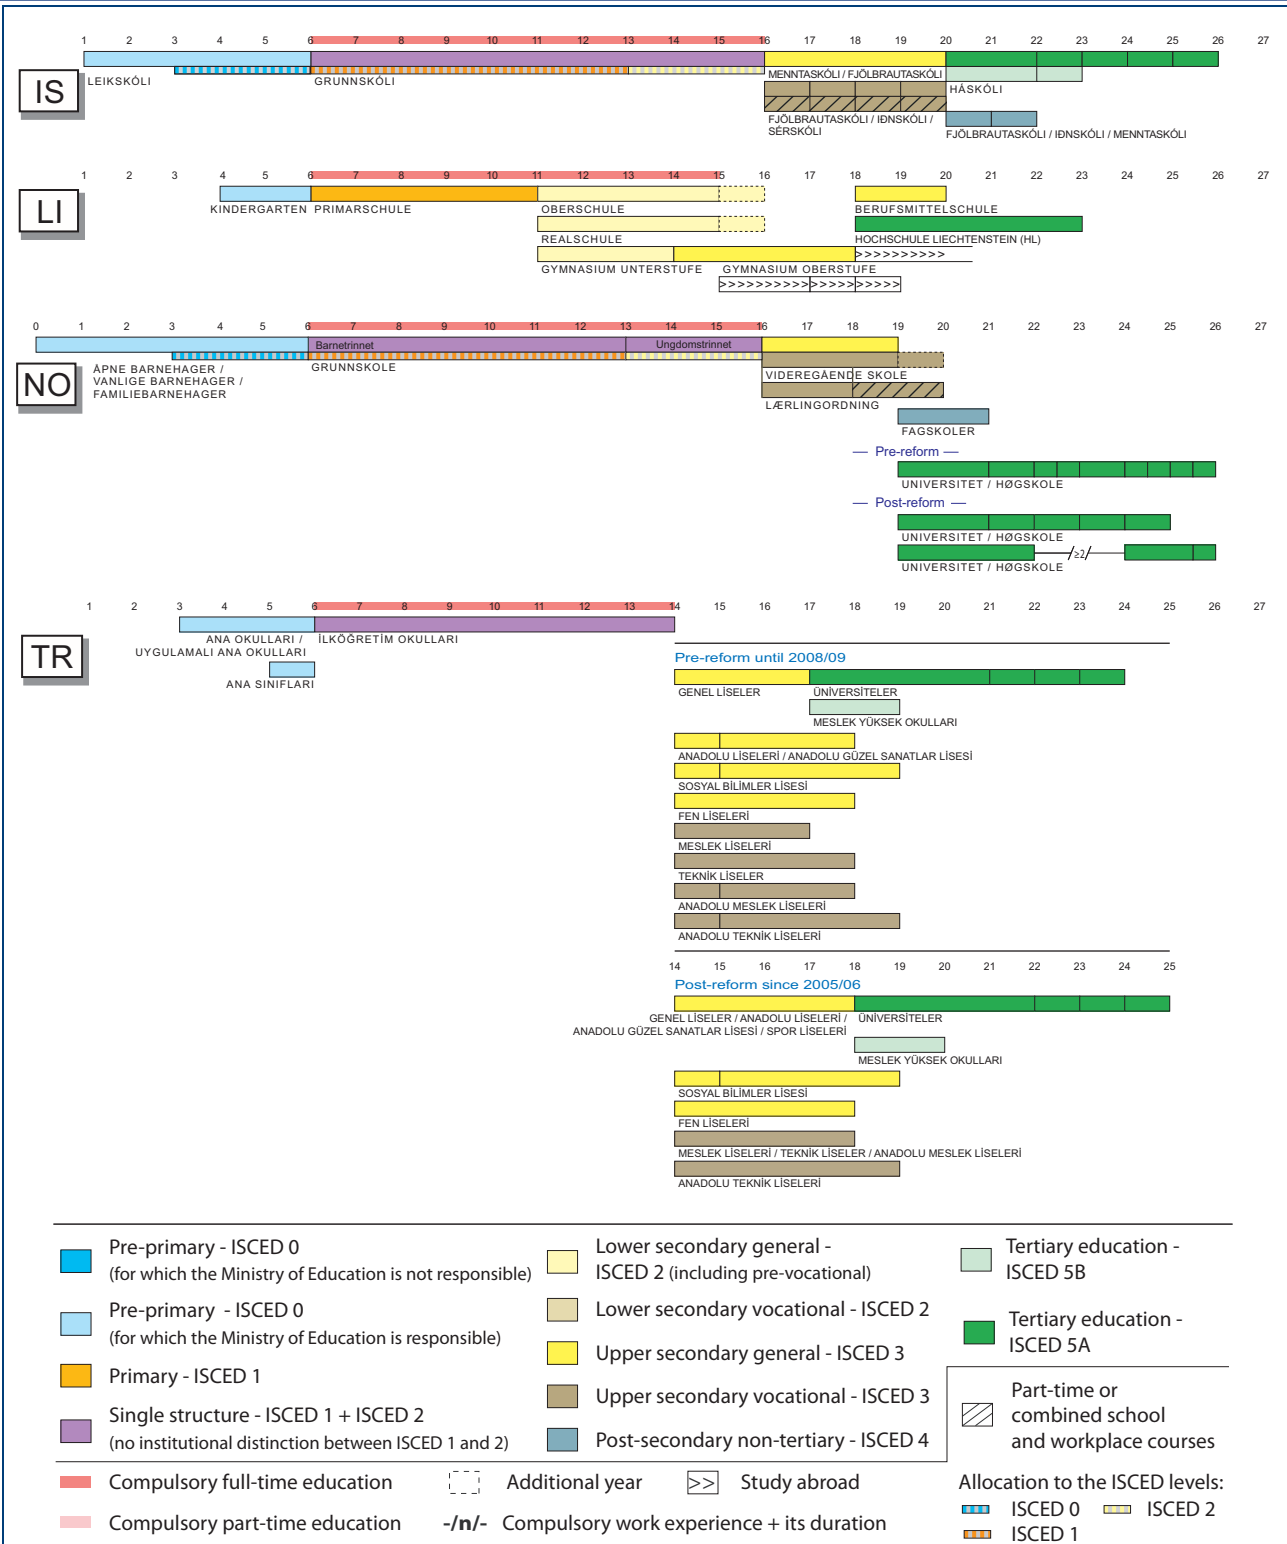 1 2 3 4 5 6 7 8 9 10 11 12 13 14 15 16 17 18 19 20 21 22 23 24 25 26 27
IS
LEIKSKÓLI
GRUNNSKÓLI
MENNTASKÓLI / FJÖLBRAUTASKÓLI
HÁSKÓLI
FJÖLBRAUTASKÓLI / IÐNSKÓLI /
SÉRSKÓLI
FJÖLBRAUTASKÓLI / IÐNSKÓLI / MENNTASKÓLI
1 2 3 4 5 6 7 8 9 10 11 12 13 14 15 16 17 18 19 20 21 22 23 24 25 26 27
LI
KINDERGARTEN
PRIMARSCHULE
OBERSCHULE
BERUFSMITTELSCHULE
REALSCHULE
HOCHSCHULE LIECHTENSTEIN (HL)
>>>>>>>>>>
GYMNASIUM UNTERSTUFE
GYMNASIUM OBERSTUFE
>>>>>>>>>> >>>>> >>>>>
0 1 2 3 4 5 6 7 8 9 10 11 12 13 14 15 16 17 18 19 20 21 22 23 24 25 26 27
NO
Barnetrinnet
Ungdomstrinnet
ÅPNE BARNEHAGER /
VANLIGE BARNEHAGER /
FAMILIEBARNEHAGER
GRUNNSKOLE
VIDEREGÅENDE SKOLE
LÆRLINGORDNING
FAGSKOLER
— Pre-reform —
UNIVERSITET / HØGSKOLE
— Post-reform —
UNIVERSITET / HØGSKOLE
≥2
UNIVERSITET / HØGSKOLE
1 2 3 4 5 6 7 8 9 10 11 12 13 14 15 16 17 18 19 20 21 22 23 24 25 26 27
TR
ANA OKULLARI /
UYGULAMALI ANA OKULLARI
İLKÖĞRETİM OKULLARI
ANA SINIFLARI
Pre-reform until 2008/09
GENEL LİSELER
ÜNİVERSİTELER
MESLEK YÜKSEK OKULLARI
ANADOLU LİSELERİ / ANADOLU GÜZEL SANATLAR LİSESİ
SOSYAL BİLİMLER LİSESİ
FEN LİSELERİ
MESLEK LİSELERİ
TEKNİK LİSELER
ANADOLU MESLEK LİSELERİ
ANADOLU TEKNİK LİSELERİ
14 15 16 17 18 19 20 21 22 23 24 25
Post-reform since 2005/06
GENEL LİSELER / ANADOLU LİSELERİ /
ANADOLU GÜZEL SANATLAR LİSESİ / SPOR LİSELERİ
ÜNİVERSİTELER
MESLEK YÜKSEK OKULLARI
SOSYAL BİLİMLER LİSESİ
FEN LİSELERİ
MESLEK LİSELERİ / TEKNİK LİSELER / ANADOLU MESLEK LİSELERİ
ANADOLU TEKNİK LİSELERİ
Pre-primary - ISCED 0
(for which the Ministry of Education is not responsible)
Pre-primary - ISCED 0
(for which the Ministry of Education is responsible)
Primary - ISCED 1
Single structure - ISCED 1 + ISCED 2
(no institutional distinction between ISCED 1 and 2)
Lower secondary general -
ISCED 2 (including pre-vocational)
Lower secondary vocational - ISCED 2
Upper secondary general - ISCED 3
Upper secondary vocational - ISCED 3
Post-secondary non-tertiary - ISCED 4
Tertiary education -
ISCED 5B
Tertiary education -
ISCED 5A
Part-time or
combined school
and workplace courses
Compulsory full-time education
Additional year
>> Study abroad
Compulsory part-time education
-/n/- Compulsory work experience + its duration
Allocation to the ISCED levels:
ISCED 0
ISCED 2
ISCED 1